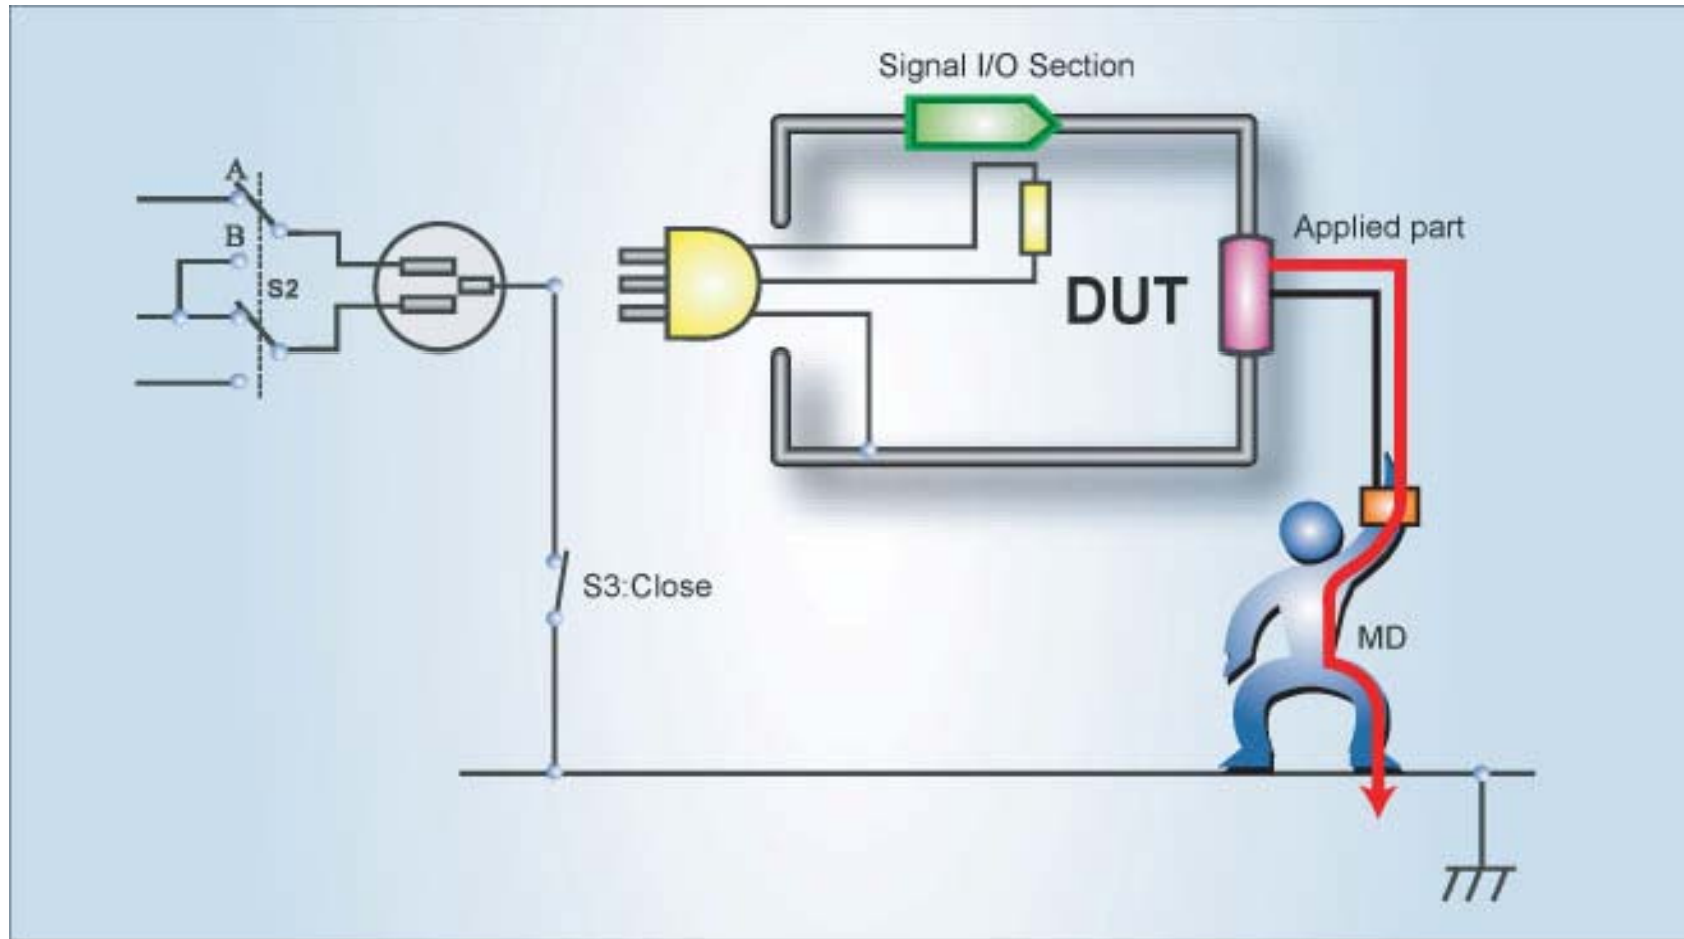 Signal I/O Section
A
B
S2
Applied part
DUT
S3:Close
MD